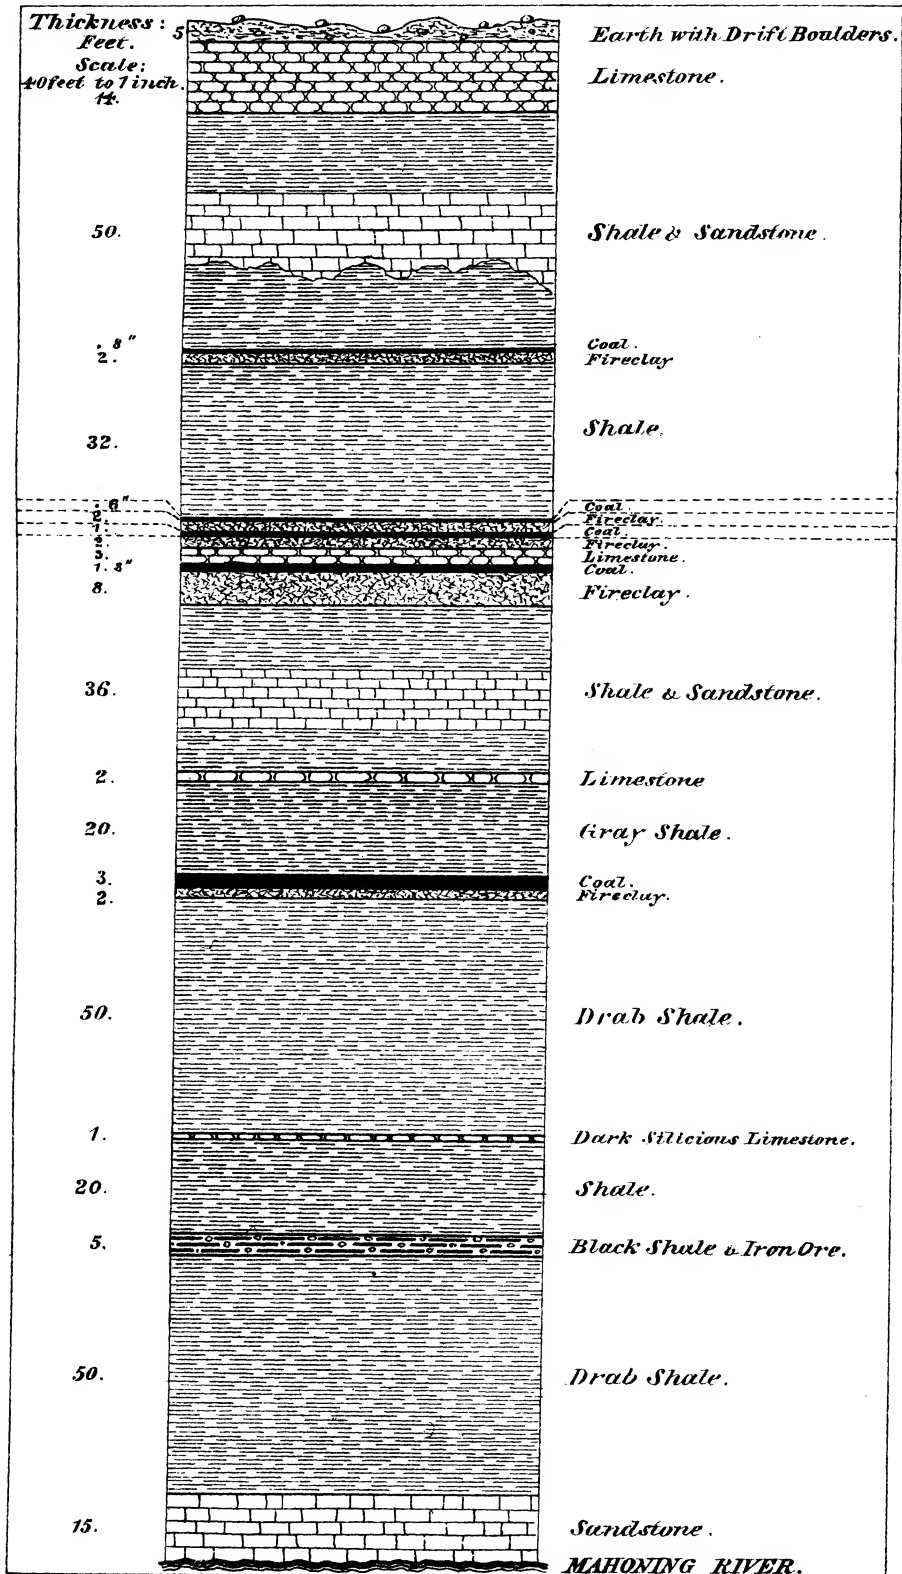 Thickness: 5 Earth with Drift Boulders.
Feet.
Scale:
40 feet to 1 inch. Limestone.
14.
50. Shale & Sandstone.
. 8" Coal.
2. Fireclay
32. Shale.
. 6" Coal.
2. Fireclay.
1. Coal.
Fireclay.
3. Limestone.
1. 8" Coal.
8. Fireclay.
36. Shale & Sandstone.
2. Limestone
20. Gray Shale.
3. Coal.
2. Fireclay.
50. Drab Shale.
1. Dark Silicious Limestone.
20. Shale.
5. Black Shale & Iron Ore.
50. Drab Shale.
15. Sandstone.
MAHONING RIVER.